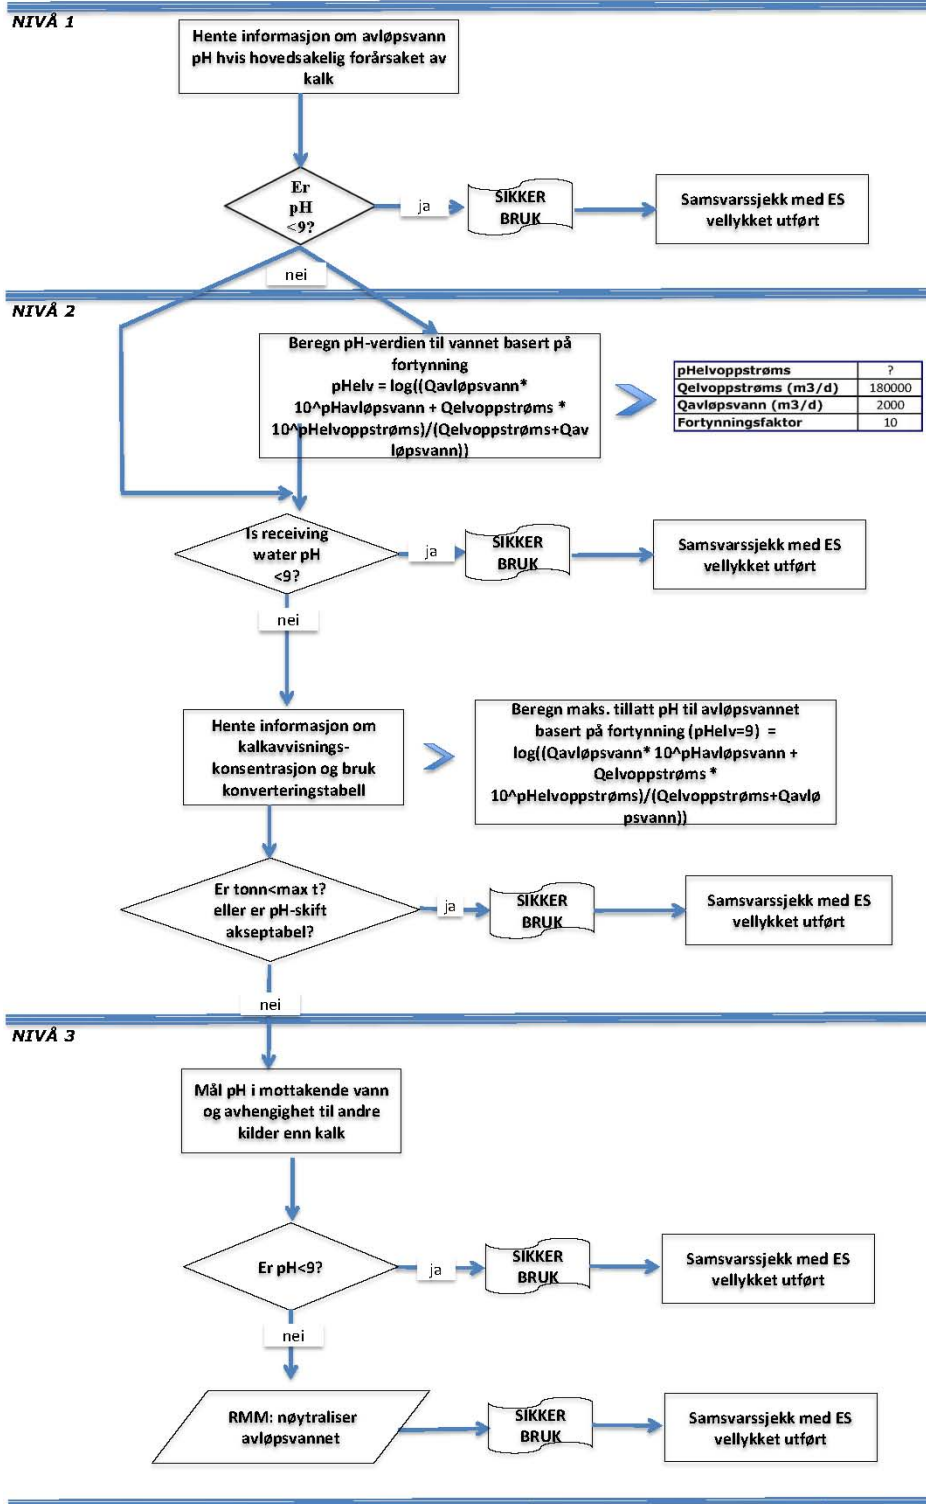 NIVÅ 1
Hente informasjon om avløpsvann
pH hvis hovedsakelig forårsaket av
kalk
Er
pH
<9?
ja
SIKKER
BRUK
Samsvarssjekk med ES
vellykket utført
nei
NIVÅ 2
Beregn pH-verdien til vannet basert på
fortynning
pHelv = log((Qavløpsvann*
10^pHavløpsvann + Qelvoppstrøms *
10^pHelvoppstrøms)/(Qelvoppstrøms+Qav
løpsvann))
pHelvoppstrøms ?
Qelvoppstrøms (m3/d) 180000
Qavløpsvann (m3/d) 2000
Fortynningsfaktor 10
Is receiving
water pH
<9?
ja
SIKKER
BRUK
Samsvarssjekk med ES
vellykket utført
nei
Hente informasjon om
kalkavvisnings-
konsentrasjon og bruk
konverteringstabell
Beregn maks. tillatt pH til avløpsvannet
basert på fortynning (pHelv=9) =
log((Qavløpsvann* 10^pHavløpsvann +
Qelvoppstrøms *
10^pHelvoppstrøms)/(Qelvoppstrøms+Qavlø
psvann))
Er tonn<max t?
eller er pH-skift
akseptabel?
ja
SIKKER
BRUK
Samsvarssjekk med ES
vellykket utført
nei
NIVÅ 3
Mål pH i mottakende vann
og avhengighet til andre
kilder enn kalk
Er pH<9?
ja
SIKKER
BRUK
Samsvarssjekk med ES
vellykket utført
nei
RMM: nøytraliser
avløpsvannet
SIKKER
BRUK
Samsvarssjekk med ES
vellykket utført